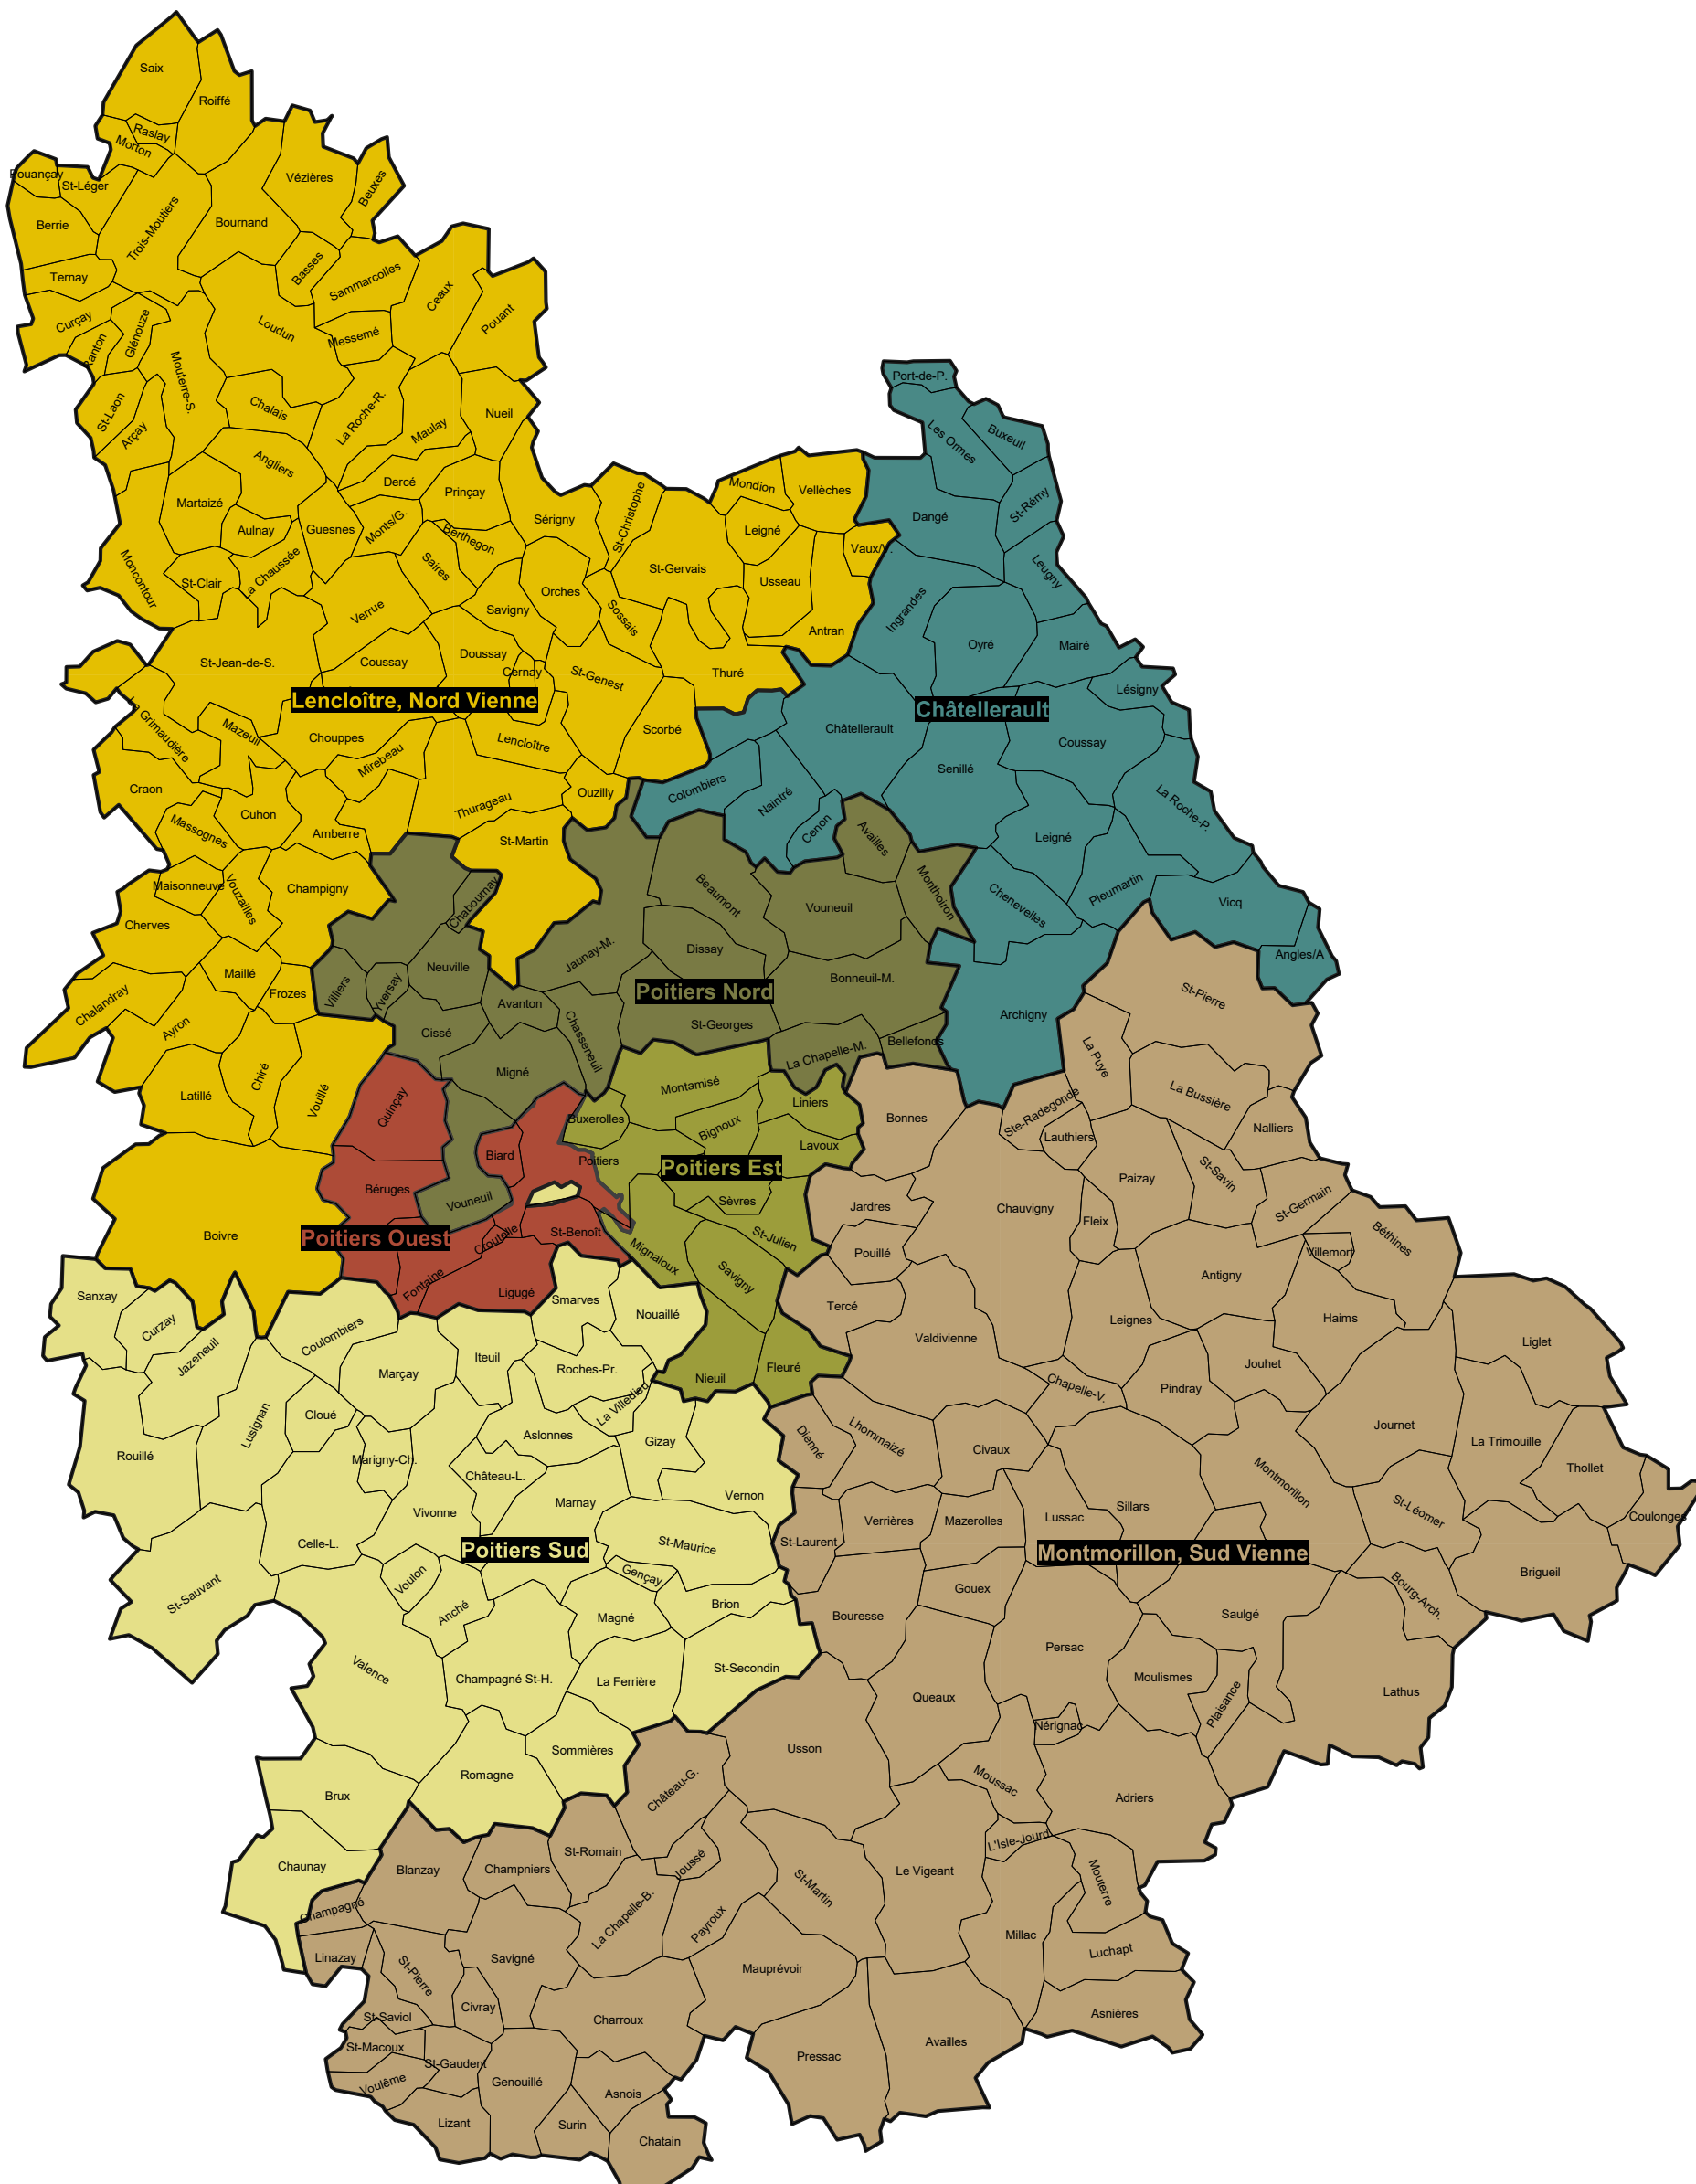 Saix
Roiffé
Raslay
Morton
Pouançay
St-Léger
Vézières
Beuxes
Berrie
Trois-Moutiers
Bournand
Ternay
Basses
Sammarcolles
Ceaux
Pouant
Curçay
Ranton
Glénouze
Loudun
Messemé
Mouterre-S.
St-Laon
Arçay
Chalais
La Roche-R.
Maulay
Nueil
Angliers
Dercé
Prinçay
Martaizé
Aulnay
Guesnes
Monts/G.
Berthegon
Sérigny
St-Christophe
Mondion
Vellèches
Leigné
Vaux/V.
Moncontour
St-Clair
a Chaussée
Saires
Orches
St-Gervais
Usseau
Verrue
Savigny
Sossais
Antran
St-Jean-de-S.
Coussay
Doussay
Cernay
St-Genest
Thuré
Lencloître, Nord Vienne
La Grimaudière
Mazeuil
Chouppes
Mirebeau
Lencloître
Scorbé
Craon
Massognes
Cuhon
Amberre
Thurageau
Ouzilly
St-Martin
Maisonneuve
Vouzailles
Champigny
Cherves
Maillé
Frozes
Chalandray
Ayron
Latillé
Chiré
Vouillé
Boivre
Port-de-P.
Les Ormes
Buxeuil
St-Rémy
Dangé
Leugny
Ingrandes
Oyré
Mairé
Lésigny
Châtellerault
Châtellerault
Coussay
Senillé
Colombiers
Naintré
Cenon
La Roche-P.
Leigné
Chenevelles
Pleumartin
Vicq
Angles/A
Archigny
Availles
Monthoiron
Beaumont
Vouneuil
Chabournay
Jaunay-M.
Dissay
Villiers
Yversay
Neuville
Avanton
Poitiers Nord
Bonneuil-M.
Cissé
Chasseneuil
St-Georges
Bellefonds
La Chapelle-M.
Migné
Vouneuil
Quinçay
Biard
Poitiers
Béruges
Poitiers Ouest
Croutelle
St-Benoît
Fontaine
Ligugé
Montamisé
Buxerolles
Bignoux
Liniers
Lavoux
Poitiers Est
Sèvres
St-Julien
Mignaloux
Savigny
Nieuil
Fleuré
Sanxay
Curzay
Jazeneuil
Coulombiers
Marçay
Iteuil
Smarves
Nouaillé
Roches-Pr.
La Villedieu
Rouillé
Lusignan
Cloué
Marigny-Ch.
Aslonnes
Gizay
Château-L.
Vernon
Vivonne
Marnay
Celle-L.
Poitiers Sud
St-Maurice
St-Sauvant
Voulon
Anché
Gençay
Magné
Brion
Valence
Champagné St-H.
La Ferrière
St-Secondin
Sommières
Romagne
Brux
Chaunay
St-Pierre
La Puye
La Bussière
Bonnes
Ste-Radegonde
Lauthiers
Nalliers
Paizay
St-Savin
Jardres
Chauvigny
Fleix
St-Germain
Pouillé
Villemort
Béthines
Antigny
Tercé
Valdivienne
Leignes
Haims
Liglet
Jouhet
Chapelle-V.
Pindray
Dienné
Lhommaizé
Civaux
Journet
La Trimouille
Thollet
Montmorillon
St-Léomer
Coulonges
St-Laurent
Verrières
Mazerolles
Lussac
Sillars
Montmorillon, Sud Vienne
Brigueil
Gouex
Bourg-Arch.
Bouresse
Saulgé
Persac
Moulismes
Plaisance
Lathus
Queaux
Nérignac
Usson
Moussac
Adriers
Château-G.
L'Isle-Jourd
Blanzay
Champniers
St-Romain
Joussé
St-Martin
Le Vigeant
Mouterre
Champagné
La Chapelle-B.
Payroux
Linazay
St-Pierre
Savigné
Millac
Luchapt
Mauprévoir
St-Saviol
Civray
Charroux
Asnières
St-Macoux
St-Gaudent
Availles
Pressac
Voulême
Genouillé
Asnois
Lizant
Surin
Chatain